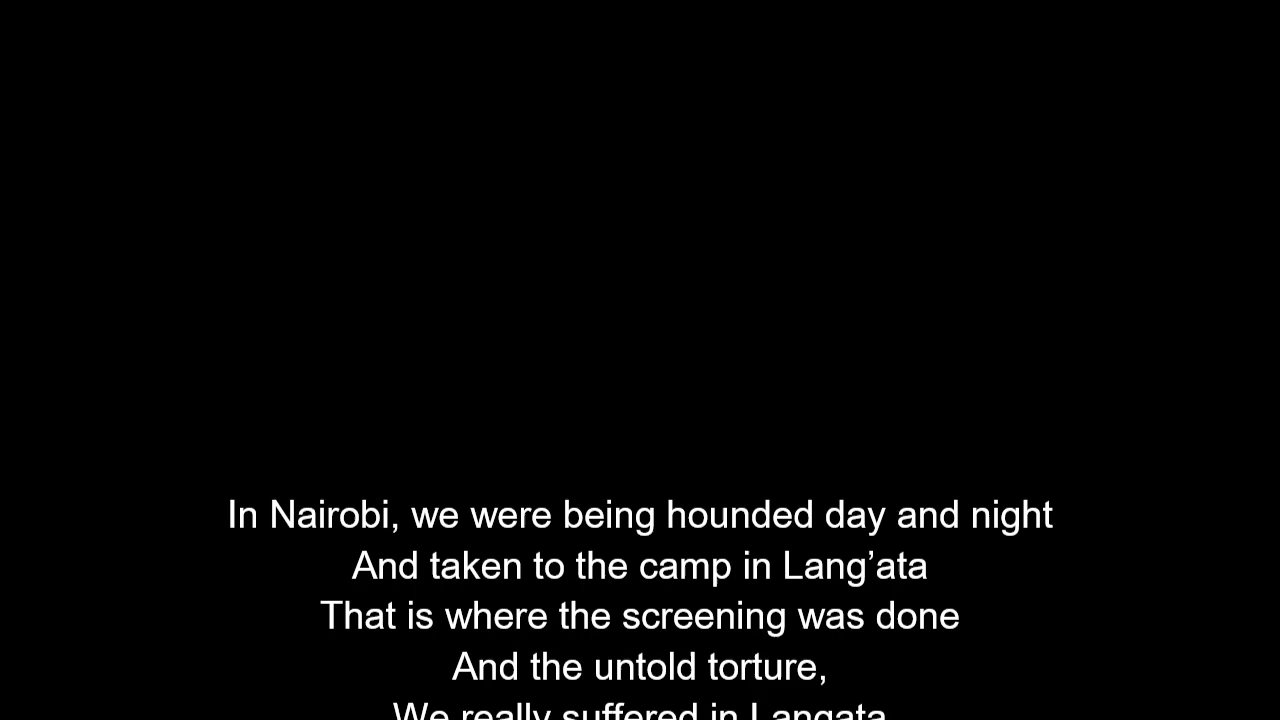 In Nairobi, we were being hounded day and night
And taken to the camp in Lang’ata
That is where the screening was done
And the untold torture,
We really suffered in Langata